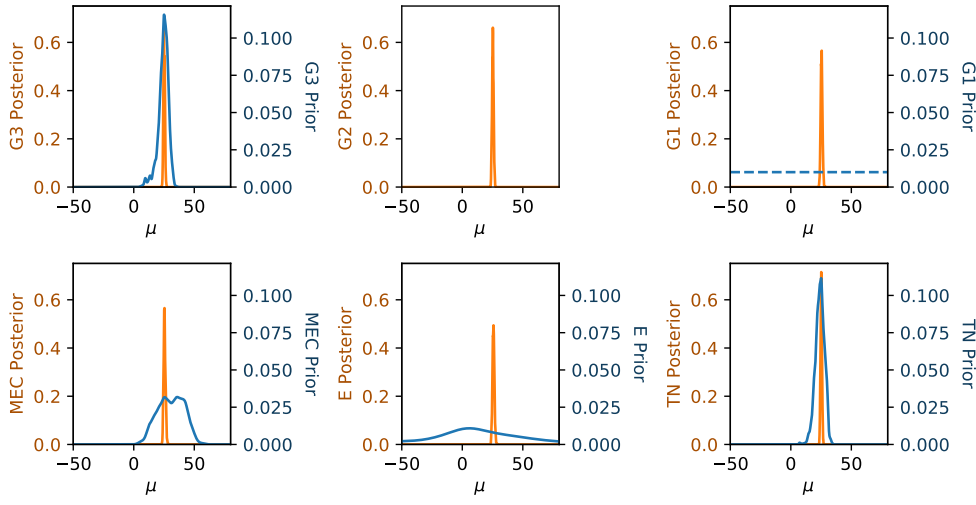 G3 Posterior
0.6
0.4
0.2
0.0
0.100
0.075
0.050
0.025
0.000
G3 Prior
−50 0 50
μ
G2 Posterior
0.6
0.4
0.2
0.0
−50 0 50
μ
G1 Posterior
0.6
0.4
0.2
0.0
0.100
0.075
0.050
0.025
0.000
G1 Prior
−50 0 50
μ
MEC Posterior
0.6
0.4
0.2
0.0
0.100
0.075
0.050
0.025
0.000
MEC Prior
−50 0 50
μ
E Posterior
0.6
0.4
0.2
0.0
0.100
0.075
0.050
0.025
0.000
E Prior
−50 0 50
μ
TN Posterior
0.6
0.4
0.2
0.0
0.100
0.075
0.050
0.025
0.000
TN Prior
−50 0 50
μ